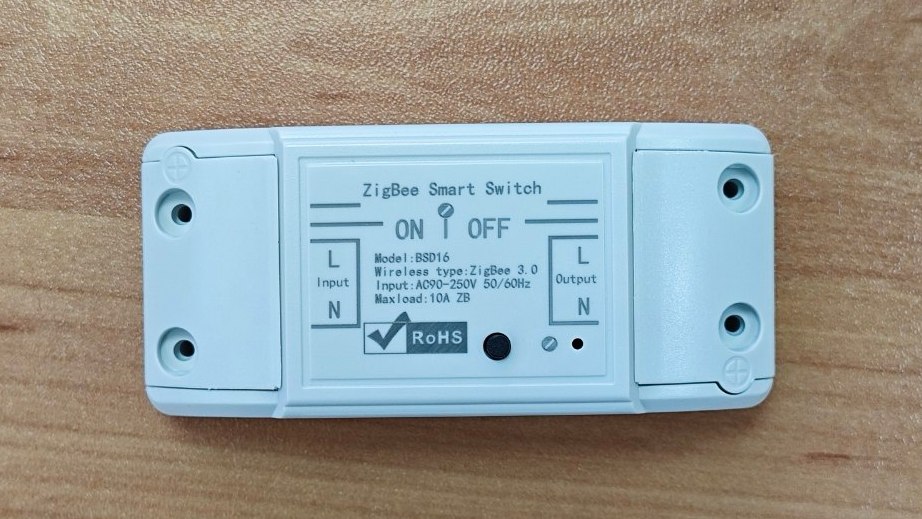 ZigBee Smart Switch
ON OFF
L
Input
N
Model:BSD16
Wireless type:ZigBee 3.0
Input:AC90-250V 50/60Hz
Maxload:10A ZB
RoHS
L
Output
N